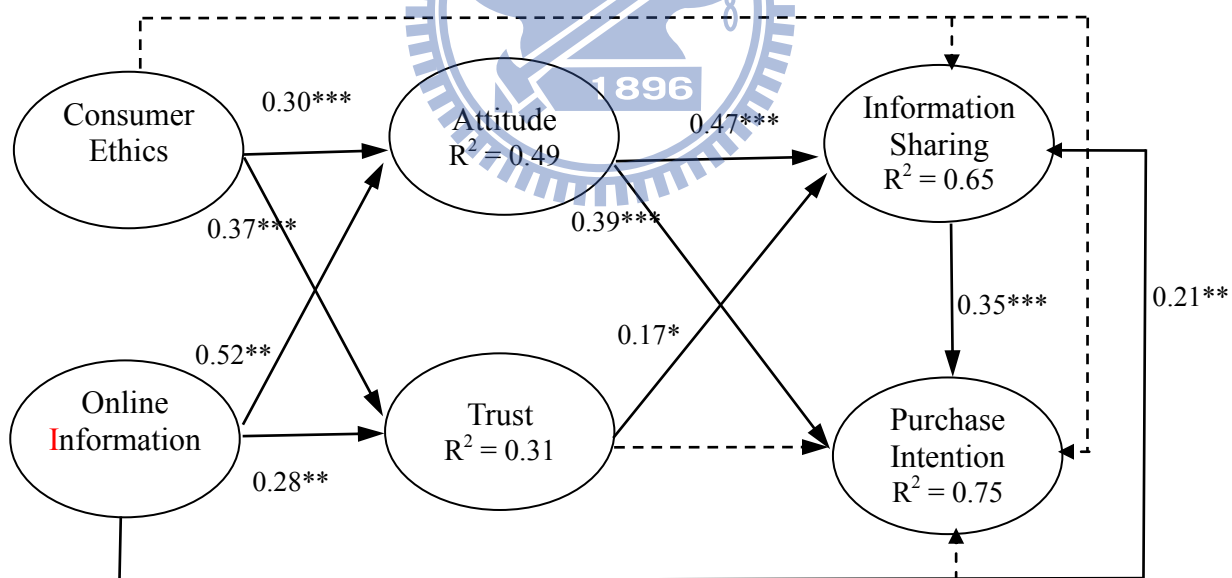 0.30***
Consumer
Ethics
1896
Attitude
R² = 0.49
0.47***
Information
Sharing
R² = 0.65
0.37***
0.39***
0.52**
0.17*
0.35***
0.21**
Online
Information
0.28**
Trust
R² = 0.31
Purchase
Intention
R² = 0.75